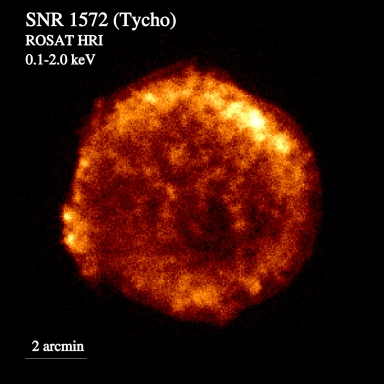 SNR 1572 (Tycho)
ROSAT HRI
0.1-2.0 keV
2 arcmin